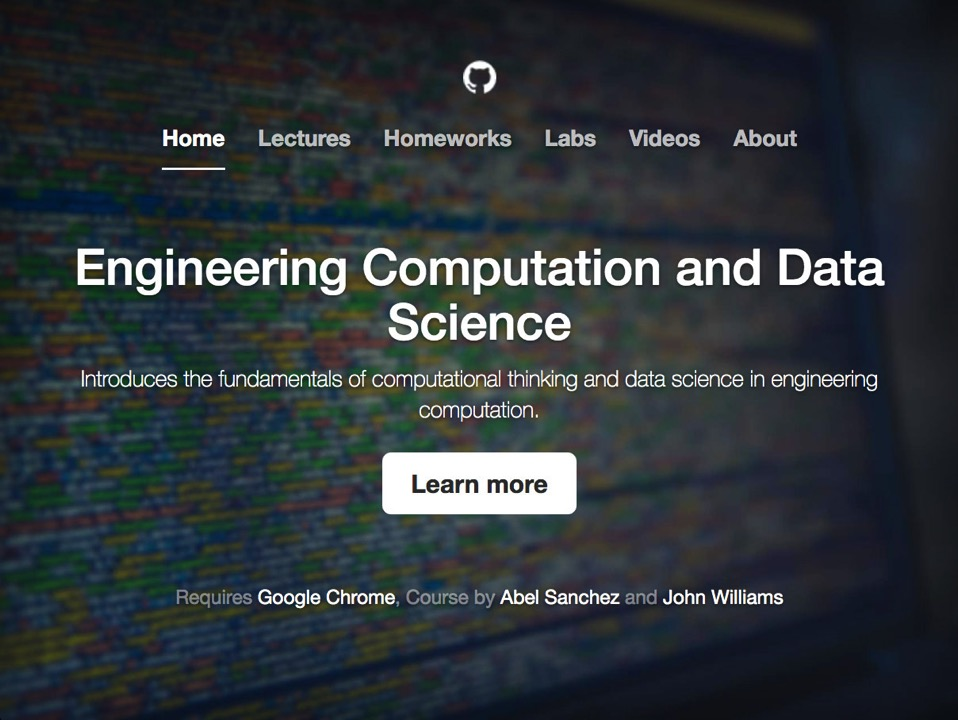 Home Lectures Homeworks Labs Videos About
Engineering Computation and Data
Science
Introduces the fundamentals of computational thinking and data science in engineering
computation.
Learn more
Requires Google Chrome, Course by Abel Sanchez and John Williams